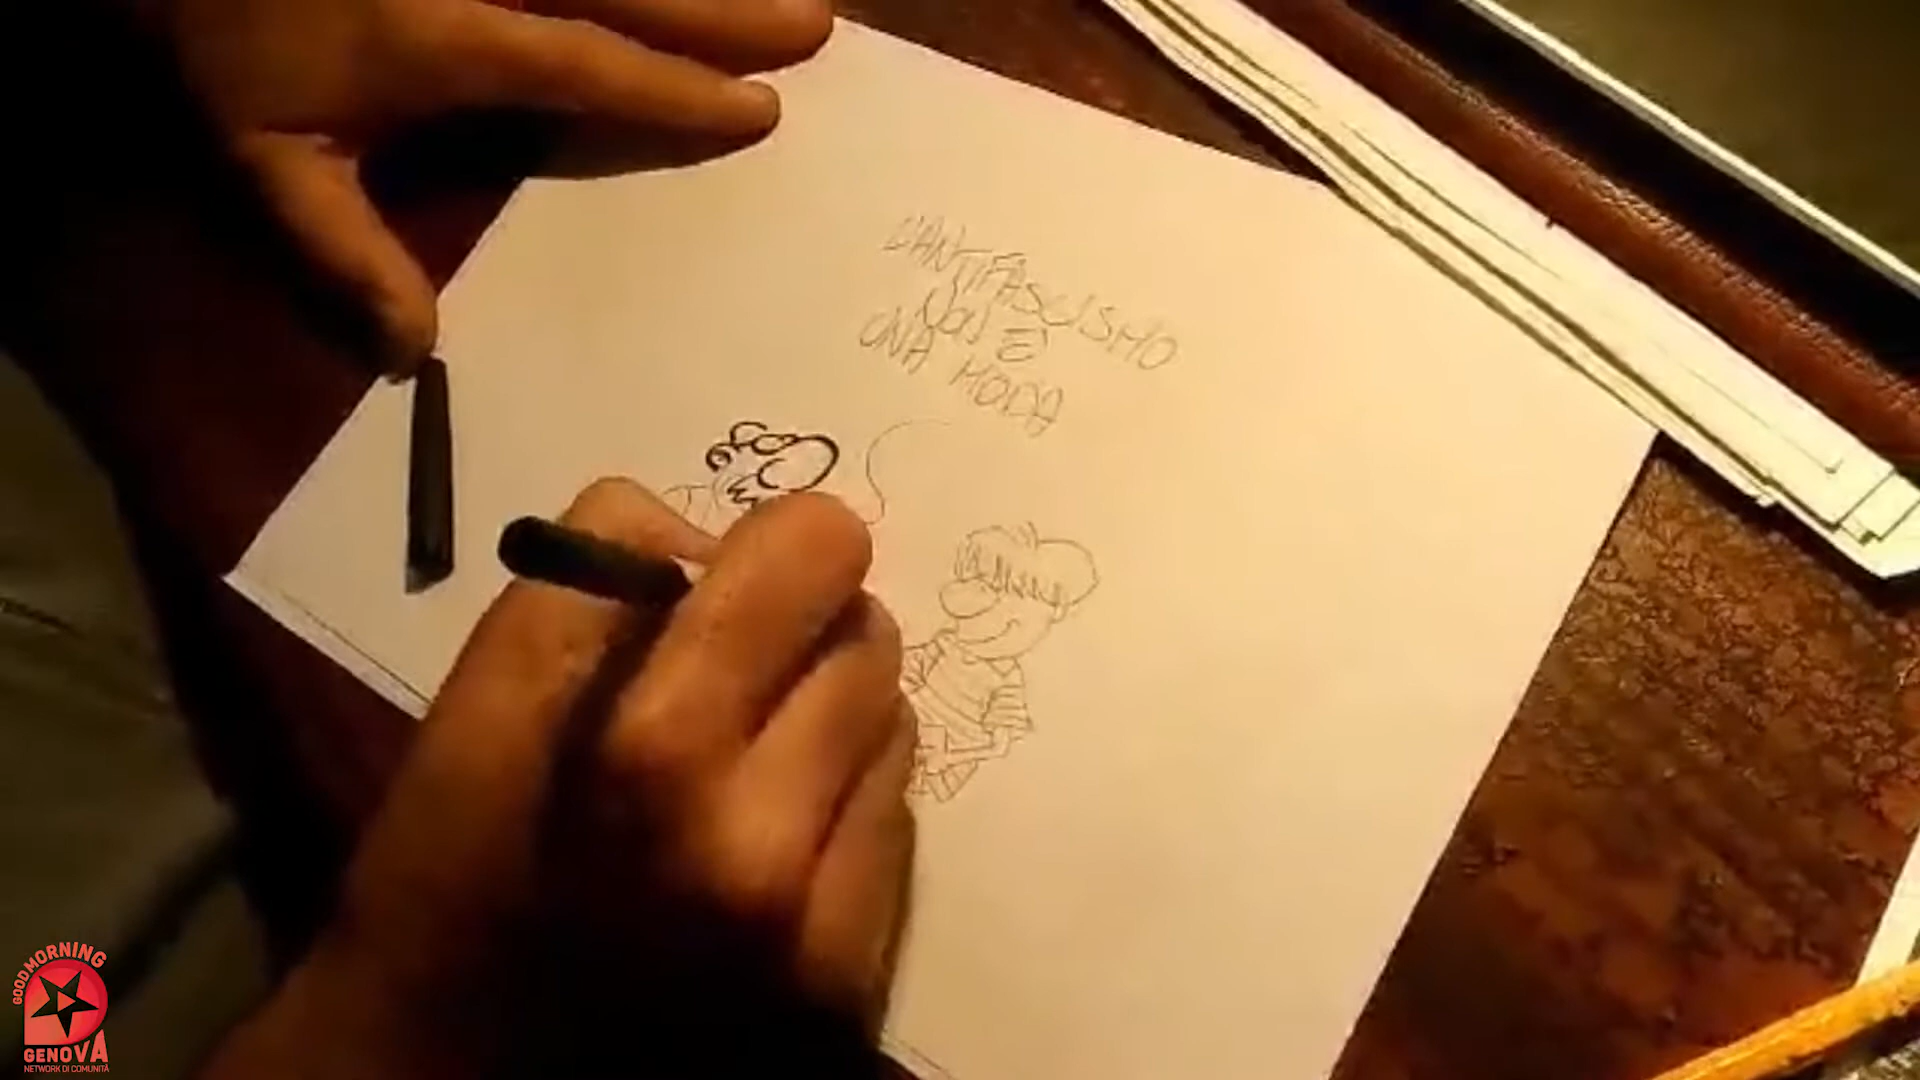 L'ANTIFASCISMO
NON È
UNA MODA
GOODMORNING
GENOVA
NETWORK DI COMUNITÀ